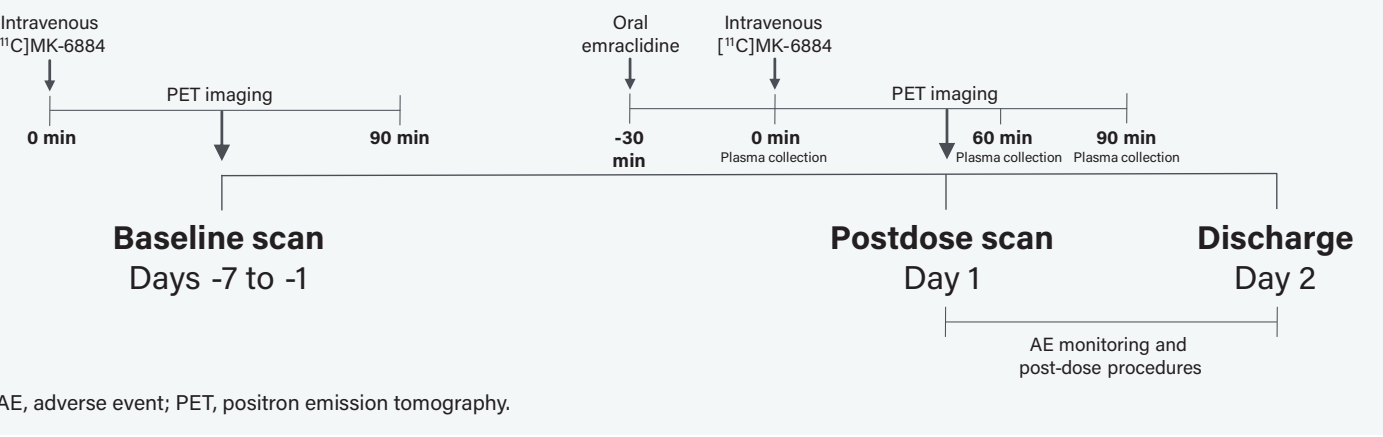 Intravenous
¹¹C]MK-6884
PET imaging
0 min
90 min
Oral
emraclidine
Intravenous
[¹¹C]MK-6884
PET imaging
-30
min
0 min
Plasma collection
60 min
Plasma collection
90 min
Plasma collection
Baseline scan
Days -7 to -1
Postdose scan
Day 1
Discharge
Day 2
AE monitoring and
post-dose procedures
AE, adverse event; PET, positron emission tomography.